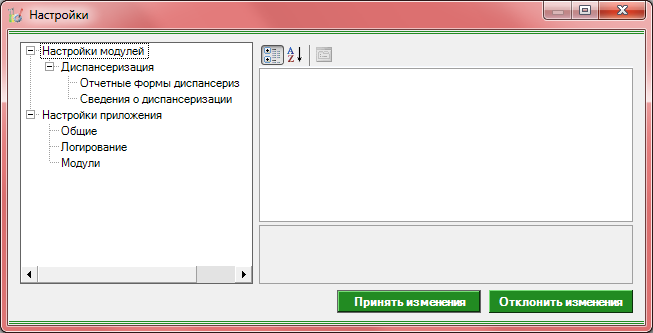 Настройки
Настройки модулей
Диспансеризация
Отчетные формы диспансериз
Сведения о диспансеризации
Настройки приложения
Общие
Логирование
Модули
A
Z
Принять изменения
Отклонить изменения